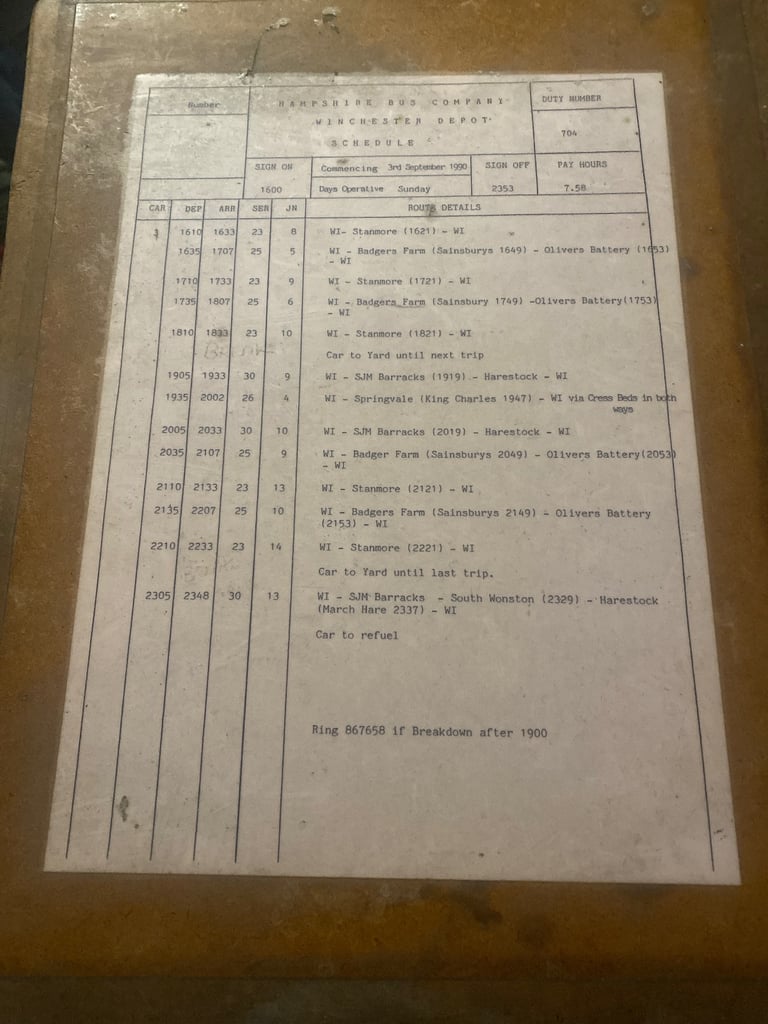 Number
HAMPSHIRE BUS COMPANY
WINCHESTER DEPOT
SCHEDULE
DUTY NUMBER
704
SIGN ON Commencing 3rd September 1990 SIGN OFF PAY HOURS
1600 Days Operative Sunday 2353 7.58
CAR DEP ARR SER JN ROUTE DETAILS
1610 1633 23 8 WI- Stanmore (1621) - WI
1635 1707 25 5 WI - Badgers Farm (Sainsburys 1649) - Olivers Battery (1653)
- WI
1710 1733 23 9 WI - Stanmore (1721) - WI
1735 1807 25 6 WI - Badgers Farm (Sainsbury 1749) -Olivers Battery(1753)
- WI
1810 1833 23 10 WI - Stanmore (1821) - WI
Car to Yard until next trip
1905 1933 30 9 WI - SJM Barracks (1919) - Harestock - WI
1935 2002 26 4 WI - Springvale (King Charles 1947) - WI via Cress Beds in both
ways
2005 2033 30 10 WI - SJM Barracks (2019) - Harestock - WI
2035 2107 25 9 WI - Badger Farm (Sainsburys 2049) - Olivers Battery(2053)
- WI
2110 2133 23 13 WI - Stanmore (2121) - WI
2135 2207 25 10 WI - Badgers Farm (Sainsburys 2149) - Olivers Battery
(2153) - WI
2210 2233 23 14 WI - Stanmore (2221) - WI
Car to Yard until last trip.
2305 2348 30 13 WI - SJM Barracks - South Wonston (2329) - Harestock
(March Hare 2337) - WI
Car to refuel
Ring 867658 if Breakdown after 1900